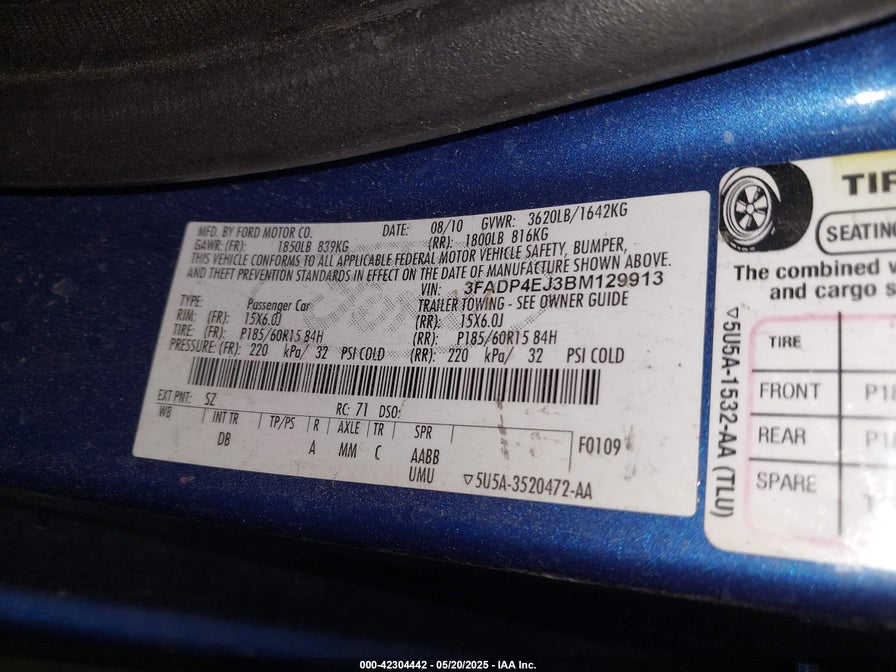 MFD. BY FORD MOTOR CO. DATE: 08/10 GVWR: 3620LB/1642KG
GAWR: (FR): 1850LB 839KG (RR): 1800LB 816KG
THIS VEHICLE CONFORMS TO ALL APPLICABLE FEDERAL MOTOR VEHICLE SAFETY, BUMPER,
AND THEFT PREVENTION STANDARDS IN EFFECT ON THE DATE OF MANUFACTURE SHOWN ABOVE.
VIN: 3FADP4EJ3BM129913
TYPE: Passenger Car TRAILER TOWING - SEE OWNER GUIDE
RIM: (FR): 15X6.0J (RR): 15X6.0J
TIRE: (FR): P185/60R15 84H (RR): P185/60R15 84H
PRESSURE: (FR): 220 kPa/ 32 PSI COLD (RR): 220 kPa/ 32 PSI COLD
EXT PNT: SZ RC: 71 DSO:
WB INT TR TP/PS R AXLE TR SPR F0109
DB A MM C AABB
UMU ▽5U5A-3520472-AA
SEATING
The combined
and cargo
TIRE
FRONT
REAR
SPARE
▽5U5A-1532-AA (TLU)
000-42304442 - 05/20/2025 - IAA Inc.